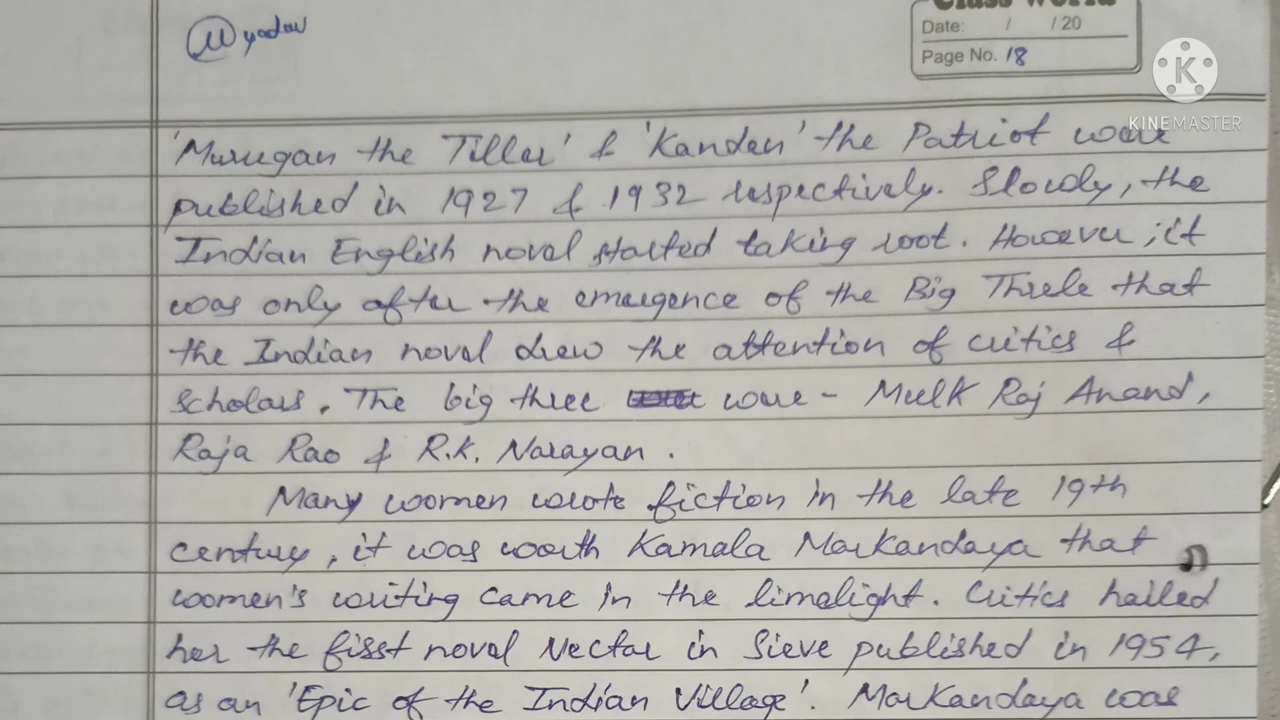 @yadav
Class World
Date: / / 20
Page No. 18
K
KINEMASTER
'Murugan the Tiller' & 'Kandan' the Patriot were
published in 1927 & 1932 respectively. Slowly, the
Indian English novel started taking root. However, it
was only after the emergence of the Big Three that
the Indian novel drew the attention of critics &
scholars. The big three were - Mulk Raj Anand,
Raja Rao & R.K. Narayan.
Many women wrote fiction in the late 19th
century, it was worth Kamala Markandaya that
women's writing came in the limelight. Critics hailed
her the fisst novel Nectar in Sieve published in 1954,
as an 'Epic of the Indian Village'. Markandaya was